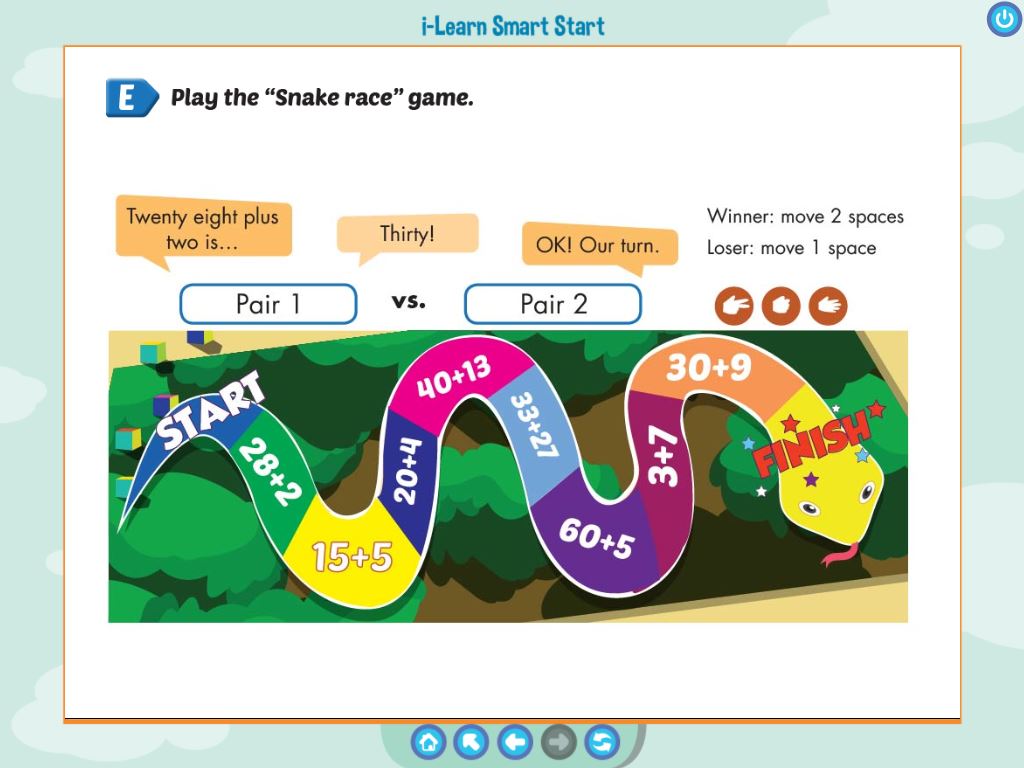 i-Learn Smart Start
E Play the “Snake race” game.
Twenty eight plus
two is...
Thirty!
OK! Our turn.
Winner: move 2 spaces
Loser: move 1 space
Pair 1 vs. Pair 2
START
28+2
15+5
20+4
40+13
33+27
60+5
3+7
30+9
FINISH